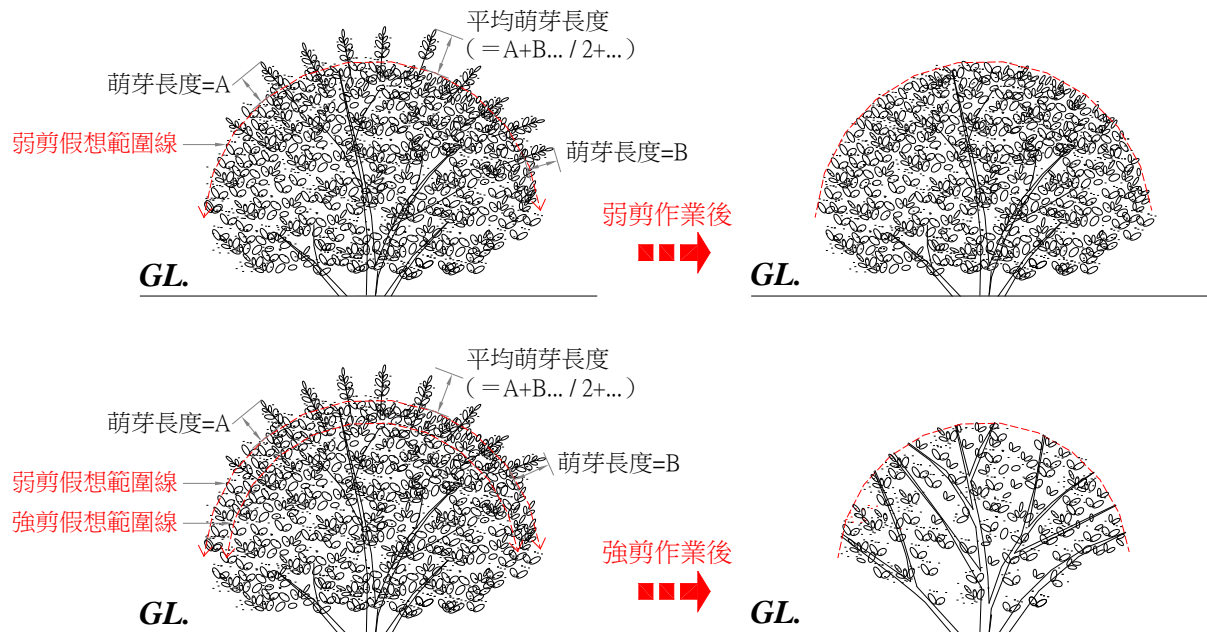 平均萌芽長度
（＝A+B... / 2+...）
萌芽長度=A
弱剪假想範圍線
萌芽長度=B
弱剪作業後
GL.
GL.
平均萌芽長度
（＝A+B... / 2+...）
萌芽長度=A
萌芽長度=B
弱剪假想範圍線
強剪假想範圍線
強剪作業後
GL.
GL.